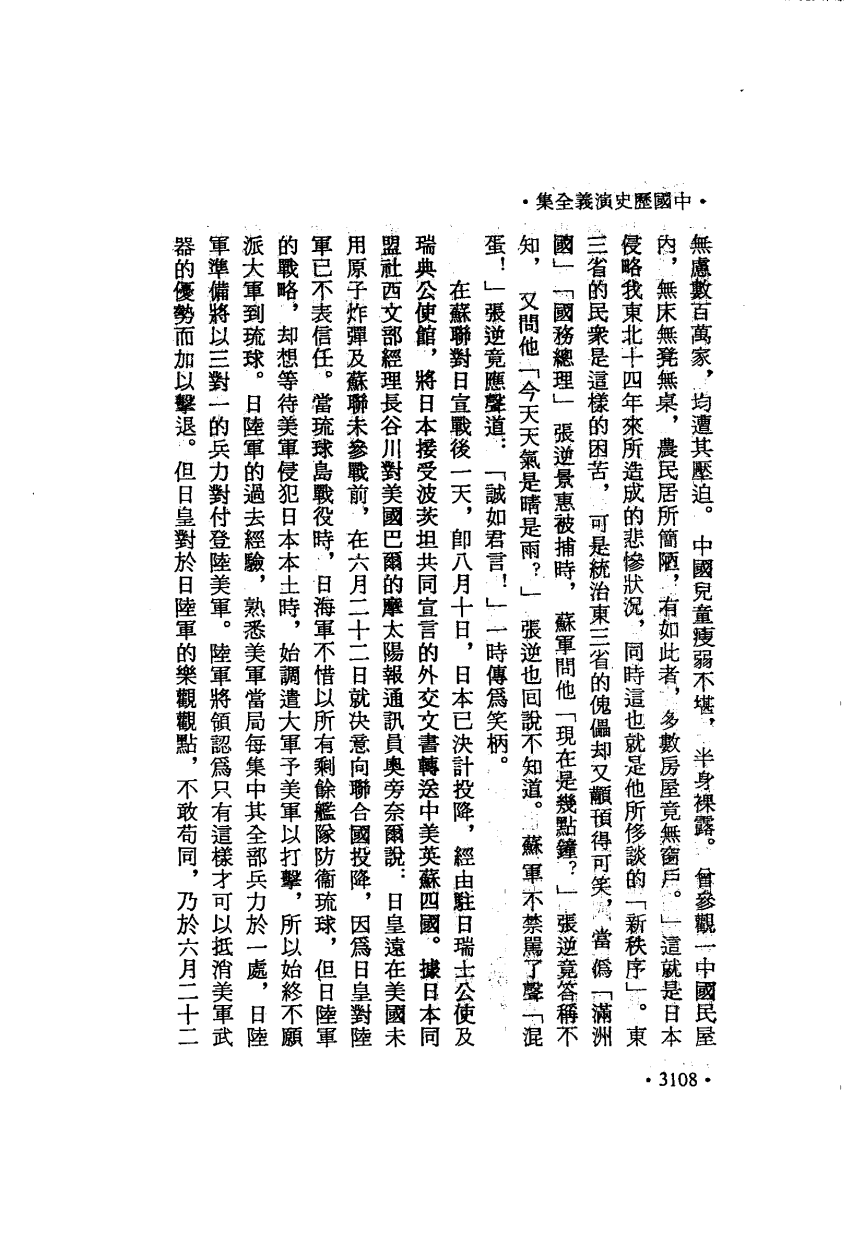 •中國歷史演義全集•
無慮數百萬家，均遭其壓迫。中國兒童瘦弱不堪，半身裸露。曾參觀一中國民屋
內，無床無凳無桌，農民居所簡陋，有如此者，多數房屋竟無窗戶。」這就是日本
侵略我東北十四年來所造成的悲慘狀況，同時這也就是他所侈談的「新秩序」。東
三省的民衆是這樣的困苦，可是統治東三省的傀儡却又顢頇得可笑，當僞「滿洲
國」「國務總理」張逆景惠被捕時，蘇軍問他「現在是幾點鐘？」張逆竟答稱不
知，又問他「今天天氣是晴是雨？」張逆也回說不知道。蘇軍不禁駡了聲「混
蛋！」張逆竟應聲道：「誠如君言！」一時傳爲笑柄。
在蘇聯對日宣戰後一天，卽八月十日，日本已決計投降，經由駐日瑞士公使及
瑞典公使館，將日本接受波茨坦共同宣言的外交文書轉送中美英蘇四國。據日本同
盟社西文部經理長谷川對美國巴爾的摩太陽報通訊員奧旁奈爾說：日皇遠在美國未
用原子炸彈及蘇聯未參戰前，在六月二十二日就決意向聯合國投降，因爲日皇對陸
軍已不表信任。當琉球島戰役時，日海軍不惜以所有剩餘艦隊防衞琉球，但日陸軍
的戰略，却想等待美軍侵犯日本本土時，始調遣大軍予美軍以打擊，所以始終不願
派大軍到琉球。日陸軍的過去經驗，熟悉美軍當局每集中其全部兵力於一處，日陸
軍準備將以三對一的兵力對付登陸美軍。陸軍將領認爲只有這樣才可以抵消美軍武
器的優勢而加以擊退。但日皇對於日陸軍的樂觀觀點，不敢苟同，乃於六月二十二
•3108•